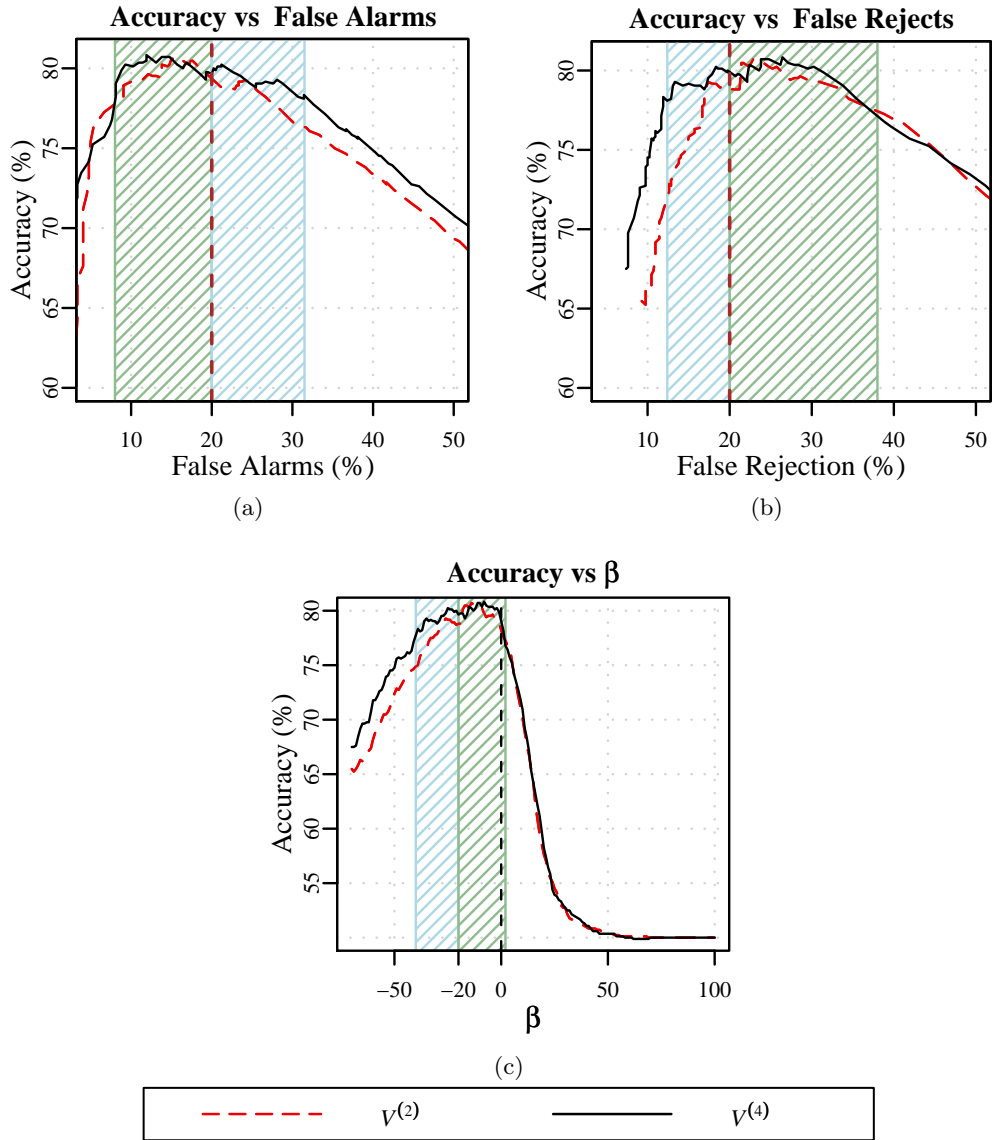 Accuracy vs False Alarms
Accuracy (%)
60 65 70 75 80
10 20 30 40 50
False Alarms (%)
(a)
Accuracy vs False Rejects
Accuracy (%)
60 65 70 75 80
10 20 30 40 50
False Rejection (%)
(b)
Accuracy vs β
Accuracy (%)
55 60 65 70 75 80
−50 −20 0 50 100
β
(c)
V(2) V(4)